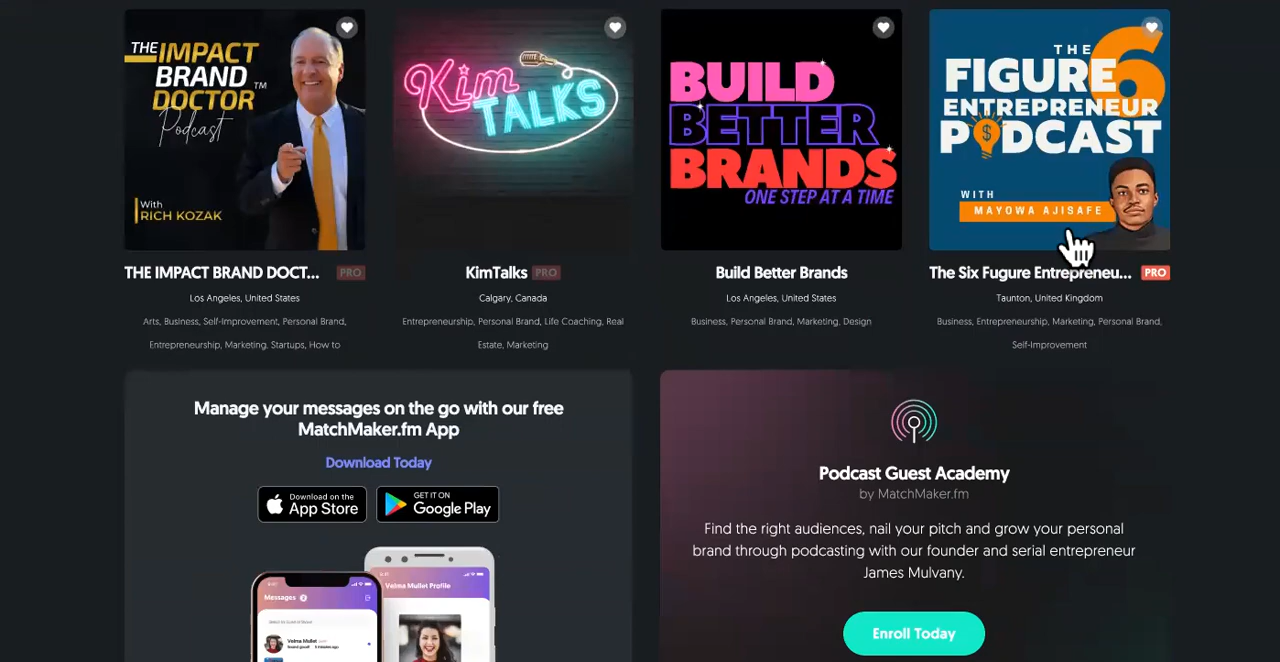 THE IMPACT
BRAND
DOCTOR™
Podcast
With
RICH KOZAK
Kim
TALKS
BUILD
BETTER
BRANDS
ONE STEP AT A TIME
THE 6
FIGURE
ENTREPRENEUR
PODCAST
WITH
MAYOWA AJISAFE
THE IMPACT BRAND DOCT... PRO
KimTalks PRO
Build Better Brands
The Six Fugure Entrepreneu... PRO
Los Angeles, United States
Calgary, Canada
Los Angeles, United States
Taunton, United Kingdom
Arts, Business, Self-Improvement, Personal Brand,
Entrepreneurship, Marketing, Startups, How to
Entrepreneurship, Personal Brand, Life Coaching, Real
Estate, Marketing
Business, Personal Brand, Marketing, Design
Business, Entrepreneurship, Marketing, Personal Brand,
Self-Improvement
Manage your messages on the go with our free
MatchMaker.fm App
Download Today
Download on the
App Store
GET IT ON
Google Play
Messages
Velma Mullet
Velma Mullet Profile
Podcast Guest Academy
by MatchMaker.fm
Find the right audiences, nail your pitch and grow your personal
brand through podcasting with our founder and serial entrepreneur
James Mulvany.
Enroll Today